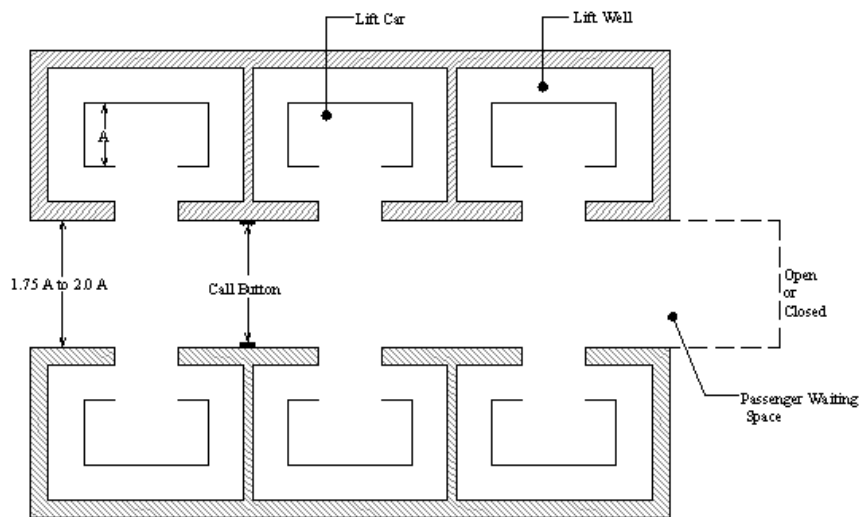 Lift Car
Lift Well
A
1.75 A to 2.0 A
Call Button
Open
or
Closed
Passenger Waiting
Space